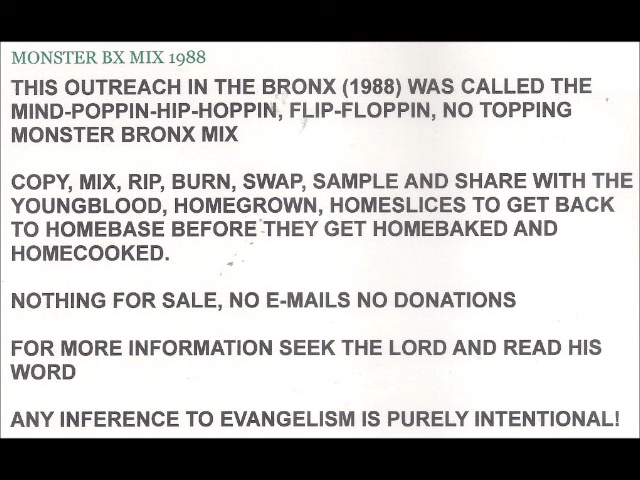 MONSTER BX MIX 1988
THIS OUTREACH IN THE BRONX (1988) WAS CALLED THE
MIND-POPPIN-HIP-HOPPIN, FLIP-FLOPPIN, NO TOPPING
MONSTER BRONX MIX
COPY, MIX, RIP, BURN, SWAP, SAMPLE AND SHARE WITH THE
YOUNGBLOOD, HOMEGROWN, HOMESLICES TO GET BACK
TO HOMEBASE BEFORE THEY GET HOMEBAKED AND
HOMECOOKED.
NOTHING FOR SALE, NO E-MAILS NO DONATIONS
FOR MORE INFORMATION SEEK THE LORD AND READ HIS
WORD
ANY INFERENCE TO EVANGELISM IS PURELY INTENTIONAL!